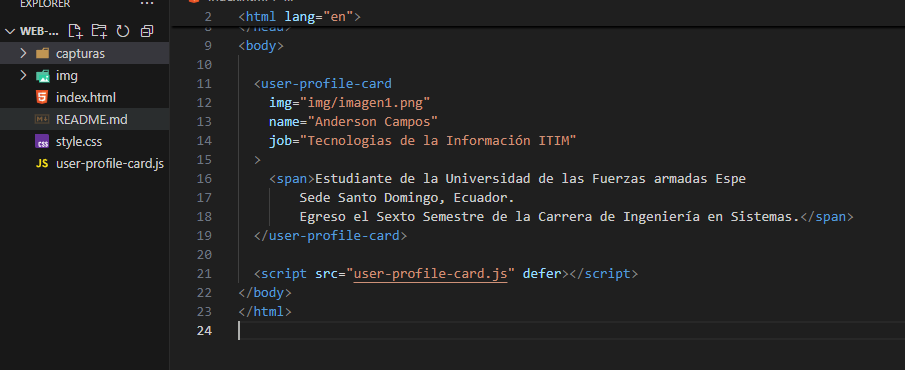 EXPLORER ...
WEB-...
capturas
img
index.html
README.md
style.css
JS user-profile-card.js
2 <html lang="en">
8 </head>
9 <body>
10
11 <user-profile-card
12 img="img/imagen1.png"
13 name="Anderson Campos"
14 job="Tecnologias de la Información ITIM"
15 >
16 <span>Estudiante de la Universidad de las Fuerzas armadas Espe
17 Sede Santo Domingo, Ecuador.
18 Egreso el Sexto Semestre de la Carrera de Ingeniería en Sistemas.</span>
19 </user-profile-card>
20
21 <script src="user-profile-card.js" defer></script>
22 </body>
23 </html>
24